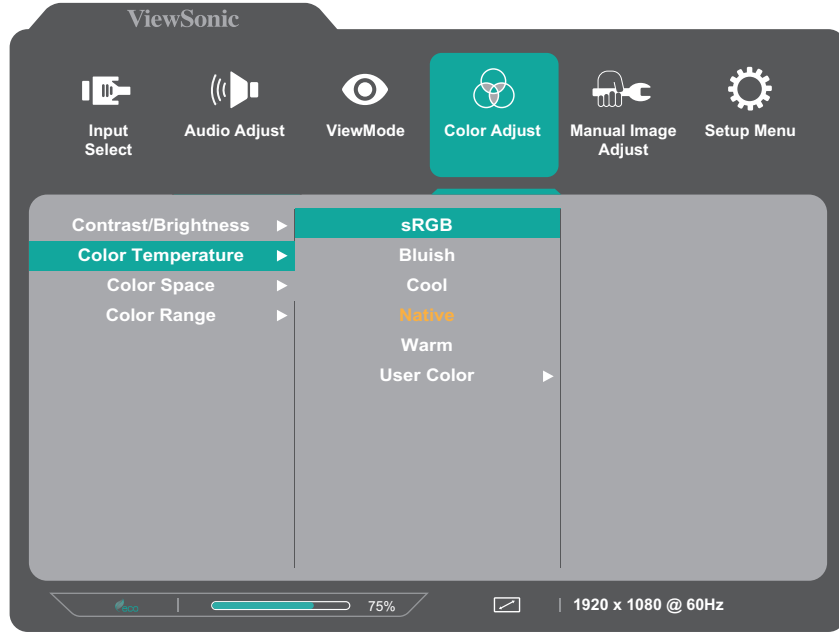 ViewSonic
Input Select
Audio Adjust
ViewMode
Color Adjust
Manual Image Adjust
Setup Menu
Contrast/Brightness
Color Temperature
Color Space
Color Range
sRGB
Bluish
Cool
Native
Warm
User Color
eco
75%
1920 x 1080 @ 60Hz